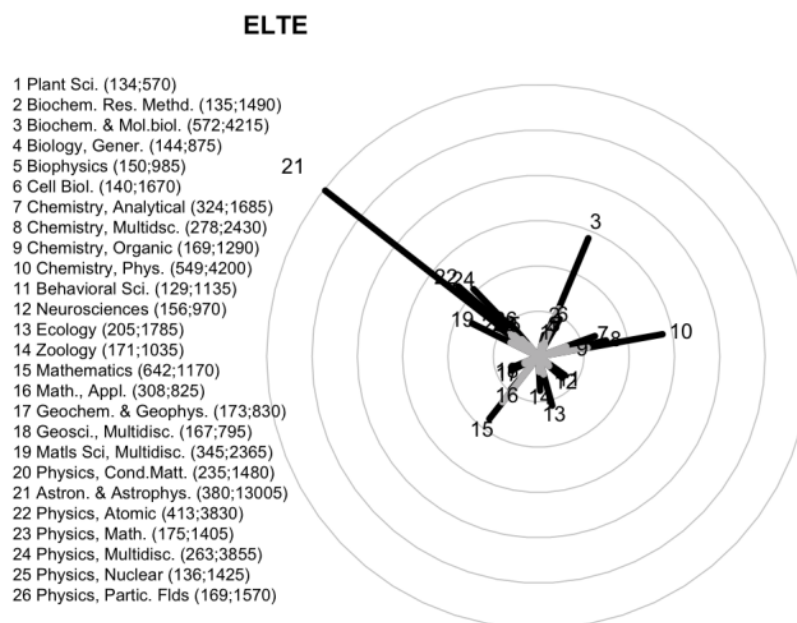 ELTE
1 Plant Sci. (134;570)
2 Biochem. Res. Methd. (135;1490)
3 Biochem. & Mol.biol. (572;4215)
4 Biology, Gener. (144;875)
5 Biophysics (150;985)
6 Cell Biol. (140;1670)
7 Chemistry, Analytical (324;1685)
8 Chemistry, Multidsc. (278;2430)
9 Chemistry, Organic (169;1290)
10 Chemistry, Phys. (549;4200)
11 Behavioral Sci. (129;1135)
12 Neurosciences (156;970)
13 Ecology (205;1785)
14 Zoology (171;1035)
15 Mathematics (642;1170)
16 Math., Appl. (308;825)
17 Geochem. & Geophys. (173;830)
18 Geosci., Multidisc. (167;795)
19 Matls Sci, Multidisc. (345;2365)
20 Physics, Cond.Matt. (235;1480)
21 Astron. & Astrophys. (380;13005)
22 Physics, Atomic (413;3830)
23 Physics, Math. (175;1405)
24 Physics, Multidisc. (263;3855)
25 Physics, Nuclear (136;1425)
26 Physics, Partic. Flds (169;1570)
21
3
22
24
19
26
6
7
8
10
9
12
16
14
13
15